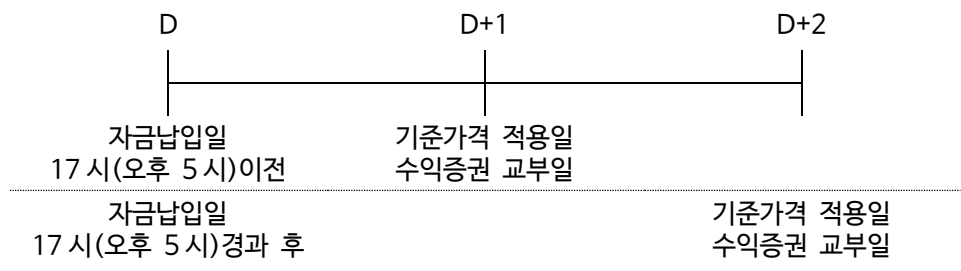 D D+1 D+2
자금납입일 기준가격 적용일
17 시(오후 5 시)이전 수익증권 교부일
자금납입일 기준가격 적용일
17 시(오후 5 시)경과 후 수익증권 교부일